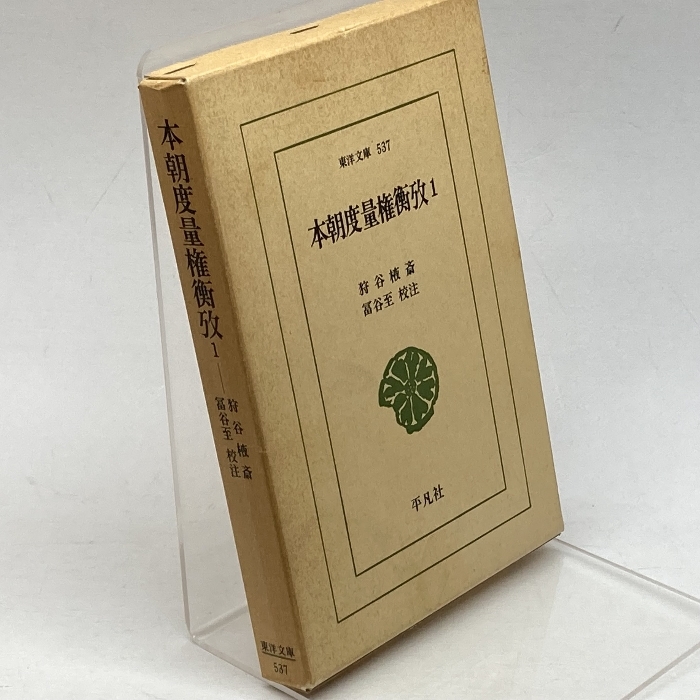 東洋文庫 537
本朝度量権衡攷 1
狩谷棭斎
冨谷至 校注
平凡社
本朝度量権衡攷 1
狩谷棭斎
冨谷至 校注
東洋文庫
537